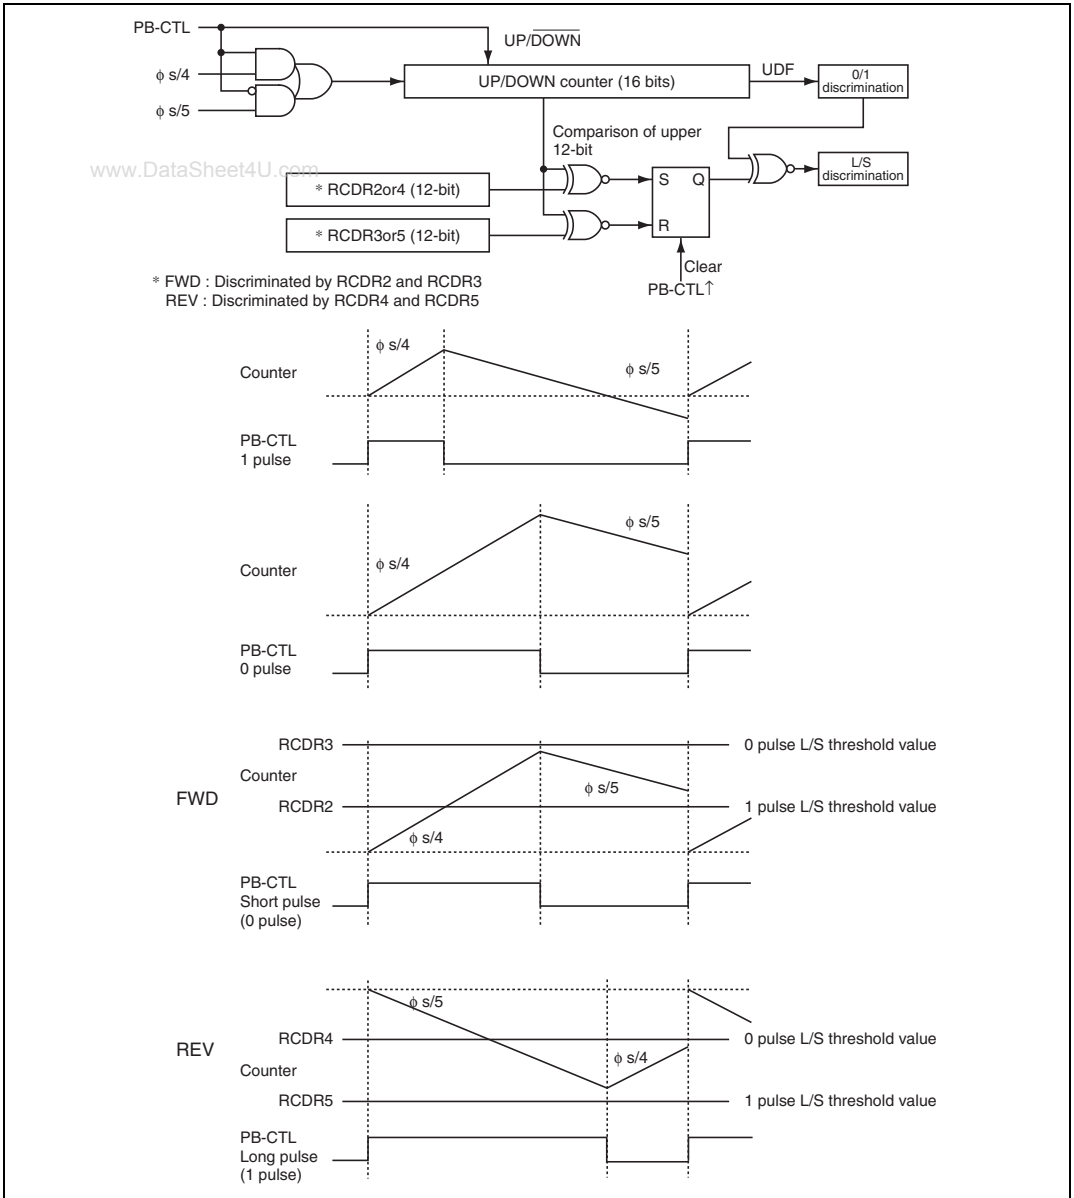 PB-CTL
UP/DOWN
φ s/4
UP/DOWN counter (16 bits)
UDF
0/1
discrimination
φ s/5
Comparison of upper
12-bit
L/S
discrimination
www.DataSheet4U.com
* RCDR2or4 (12-bit)
S Q
* RCDR3or5 (12-bit)
R
Clear
PB-CTL↑
* FWD : Discriminated by RCDR2 and RCDR3
REV : Discriminated by RCDR4 and RCDR5
φ s/4
Counter
φ s/5
PB-CTL
1 pulse
φ s/5
Counter
φ s/4
PB-CTL
0 pulse
RCDR3
0 pulse L/S threshold value
Counter
φ s/5
FWD
RCDR2
1 pulse L/S threshold value
φ s/4
PB-CTL
Short pulse
(0 pulse)
φ s/5
REV
RCDR4
0 pulse L/S threshold value
φ s/4
Counter
RCDR5
1 pulse L/S threshold value
PB-CTL
Long pulse
(1 pulse)